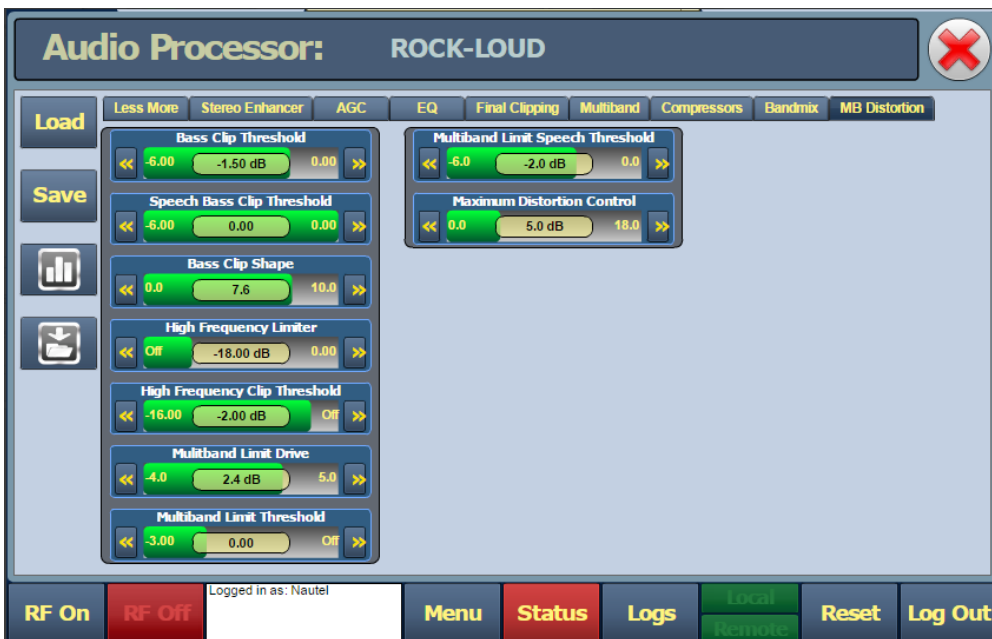 Audio Processor: ROCK-LOUD
Load
Save
Less More Stereo Enhancer AGC EQ Final Clipping Multiband Compressors Bandmix MB Distortion
Bass Clip Threshold
« -6.00 -1.50 dB 0.00 »
Speech Bass Clip Threshold
« -6.00 0.00 0.00 »
Bass Clip Shape
« 0.0 7.6 10.0 »
High Frequency Limiter
« Off -18.00 dB 0.00 »
High Frequency Clip Threshold
« -16.00 -2.00 dB Off »
Mulitband Limit Drive
« -4.0 2.4 dB 5.0 »
Multiband Limit Threshold
« -3.00 0.00 Off »
Multiband Limit Speech Threshold
« -6.0 -2.0 dB 0.0 »
Maximum Distortion Control
« 0.0 5.0 dB 18.0 »
RF On
RF Off
Logged in as: Nautel
Menu
Status
Logs
Local
Remote
Reset
Log Out